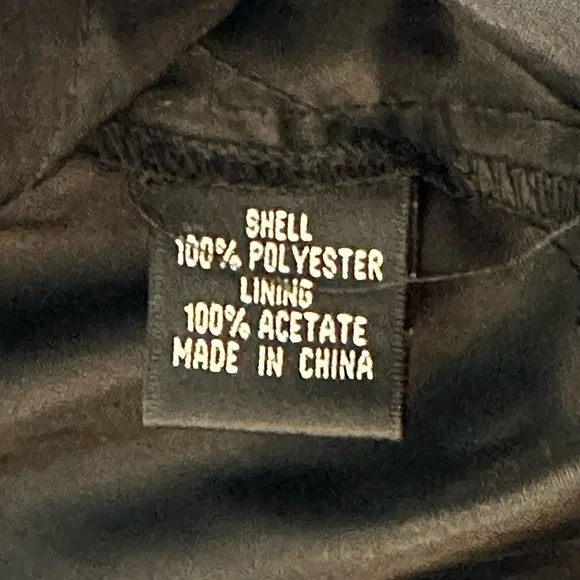 SHELL
100% POLYESTER
LINING
100% ACETATE
MADE IN CHINA